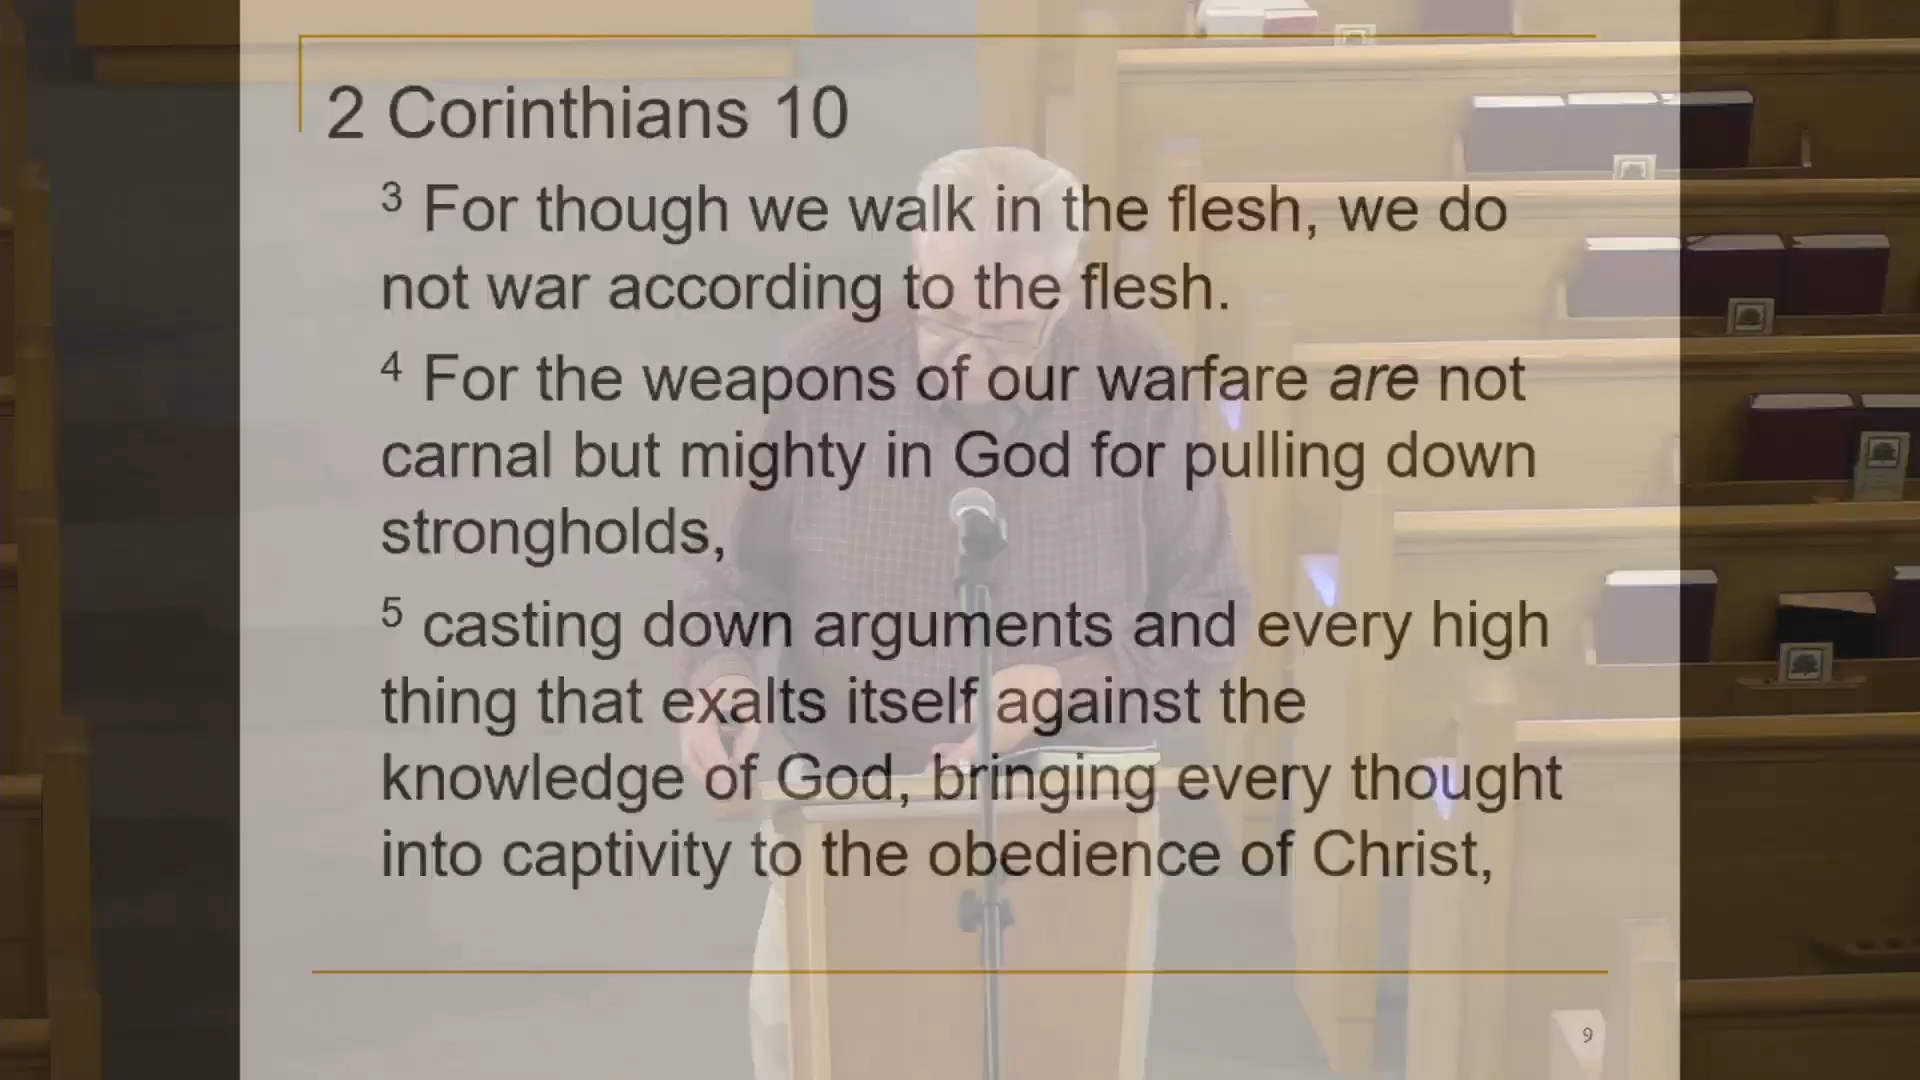 2 Corinthians 10
3 For though we walk in the flesh, we do
not war according to the flesh.
4 For the weapons of our warfare are not
carnal but mighty in God for pulling down
strongholds,
5 casting down arguments and every high
thing that exalts itself against the
knowledge of God, bringing every thought
into captivity to the obedience of Christ,
9